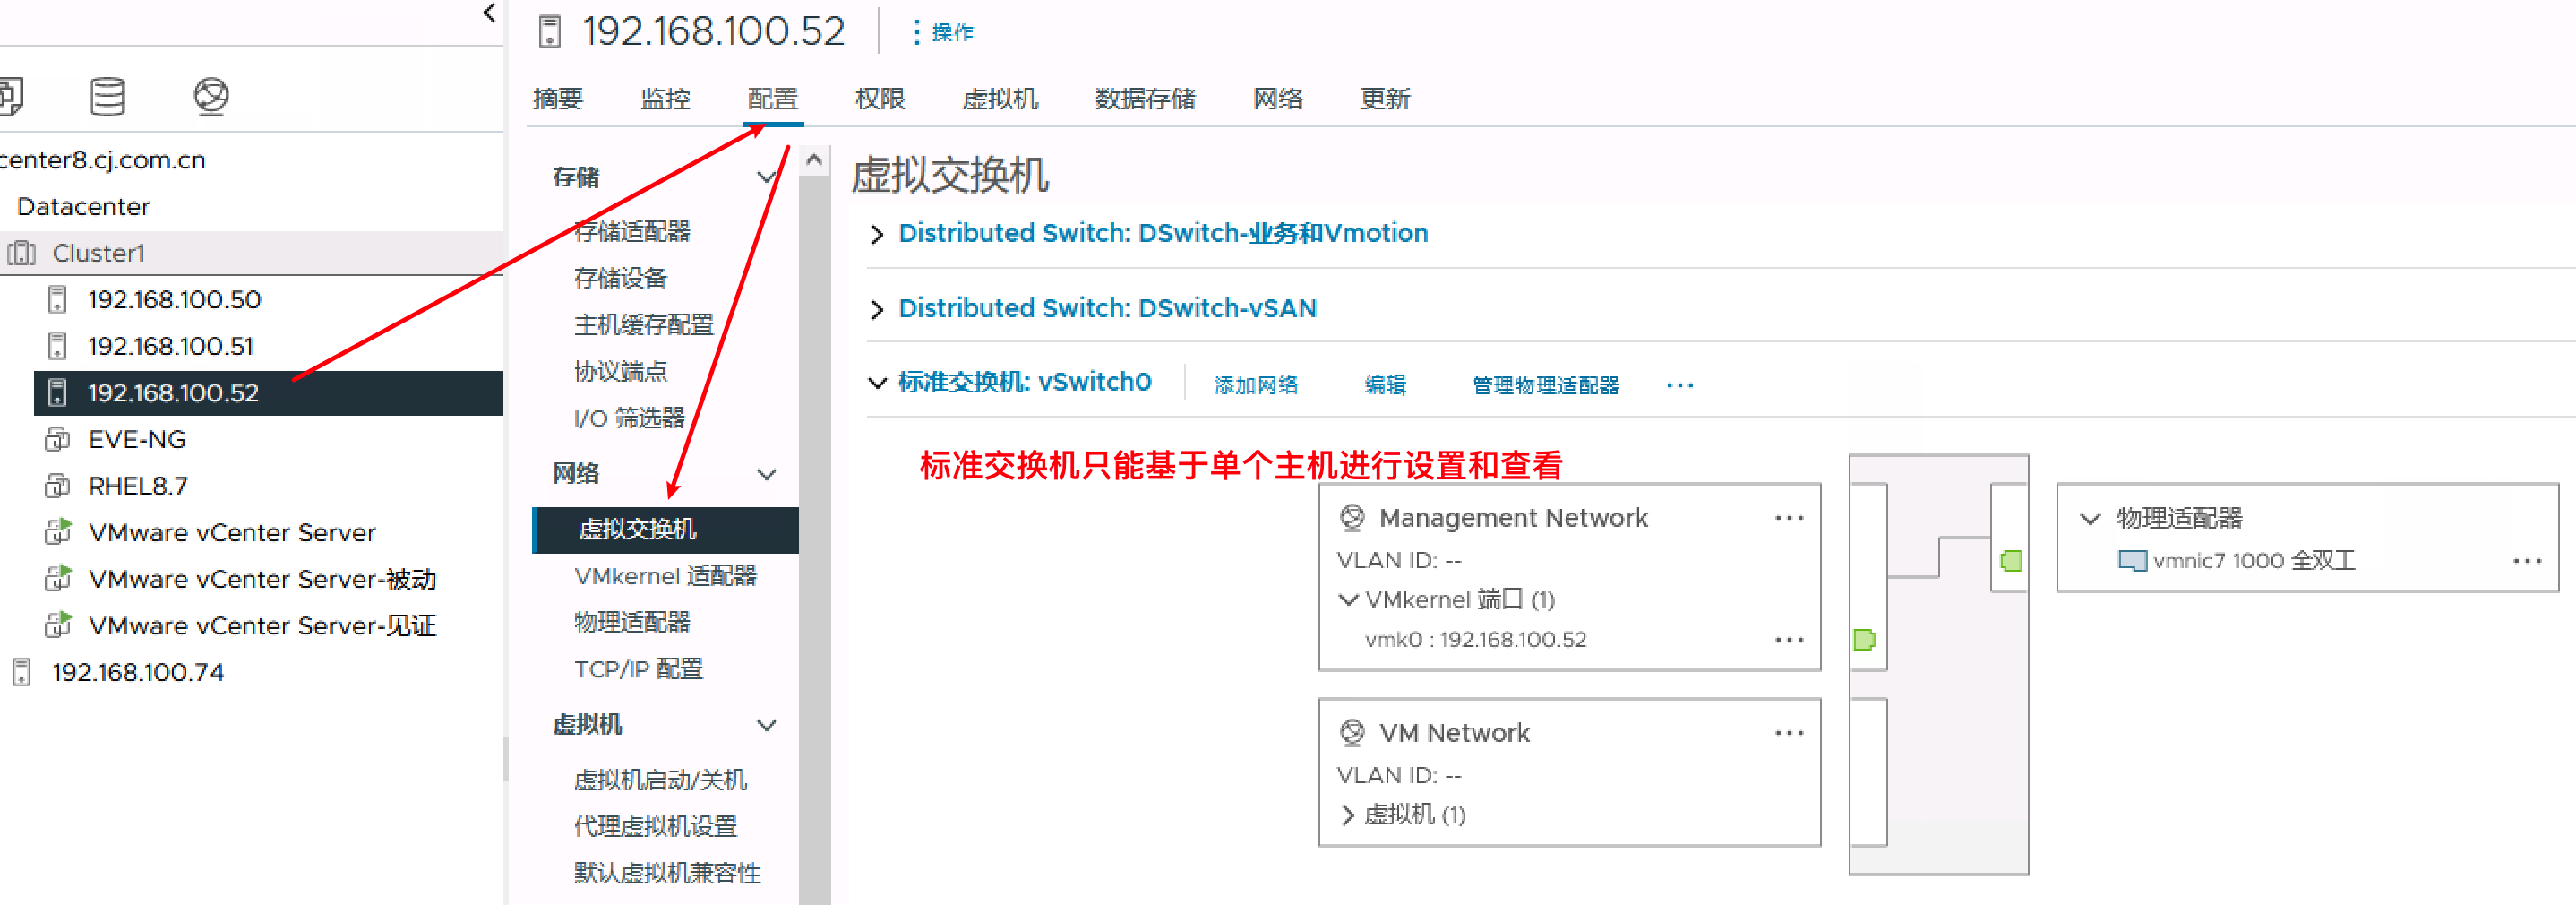 192.168.100.52
操作
摘要
监控
配置
权限
虚拟机
数据存储
网络
更新
center8.cj.com.cn
Datacenter
Cluster1
192.168.100.50
192.168.100.51
192.168.100.52
EVE-NG
RHEL8.7
VMware vCenter Server
VMware vCenter Server-被动
VMware vCenter Server-见证
192.168.100.74
存储
存储适配器
存储设备
主机缓存配置
协议端点
I/O 筛选器
网络
虚拟交换机
VMkernel 适配器
物理适配器
TCP/IP 配置
虚拟机
虚拟机启动/关机
代理虚拟机设置
默认虚拟机兼容性
虚拟交换机
Distributed Switch: DSwitch-业务和Vmotion
Distributed Switch: DSwitch-vSAN
标准交换机: vSwitch0
添加网络
编辑
管理物理适配器
标准交换机只能基于单个主机进行设置和查看
Management Network
VLAN ID: --
VMkernel 端口 (1)
vmk0 : 192.168.100.52
VM Network
VLAN ID: --
虚拟机 (1)
物理适配器
vmnic7 1000 全双工